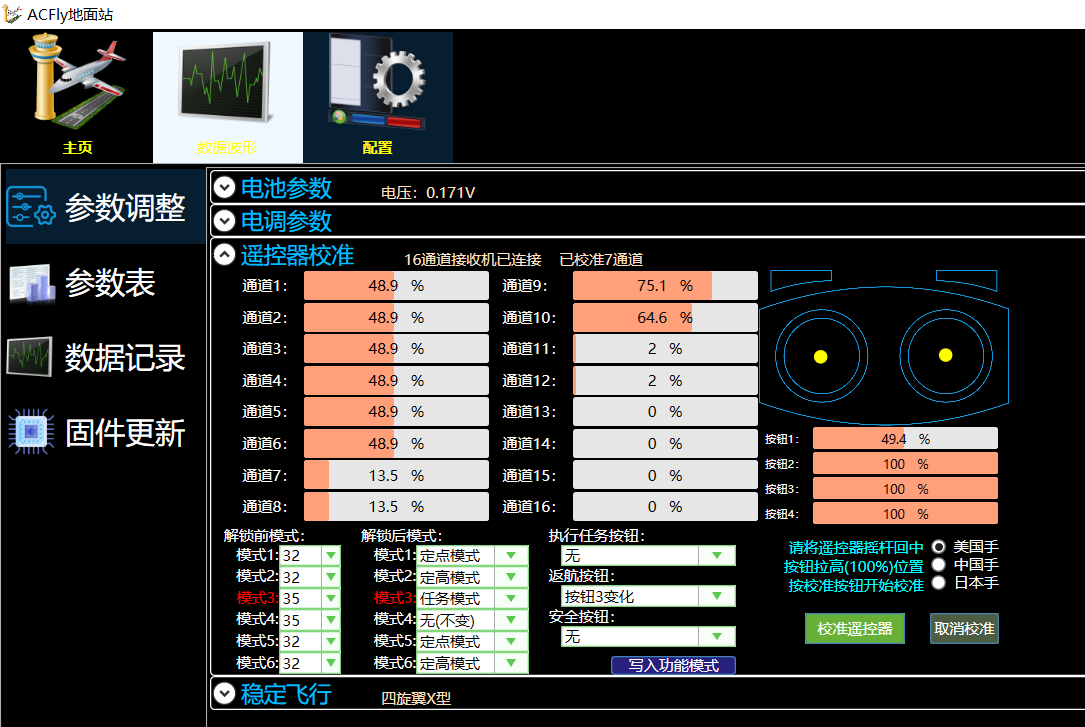 ACFly地面站
主页
数据波形
配置
参数调整
参数表
数据记录
固件更新
电池参数 电压: 0.171V
电调参数
遥控器校准 16通道接收机已连接 已校准7通道
通道1: 48.9 % 通道9: 75.1 %
通道2: 48.9 % 通道10: 64.6 %
通道3: 48.9 % 通道11: 2 %
通道4: 48.9 % 通道12: 2 %
通道5: 48.9 % 通道13: 0 %
通道6: 48.9 % 通道14: 0 %
通道7: 13.5 % 通道15: 0 %
通道8: 13.5 % 通道16: 0 %
按钮1: 49.4 %
按钮2: 100 %
按钮3: 100 %
按钮4: 100 %
解锁前模式:
模式1: 32
模式2: 32
模式3: 35
模式4: 35
模式5: 32
模式6: 32
解锁后模式:
模式1: 定点模式
模式2: 定高模式
模式3: 任务模式
模式4: 无(不变)
模式5: 定点模式
模式6: 定高模式
执行任务按钮:
无
返航按钮:
按钮3变化
安全按钮:
无
写入功能模式
请将遥控器摇杆回中
按钮拉高(100%)位置
按校准按钮开始校准
美国手
中国手
日本手
校准遥控器
取消校准
稳定飞行 四旋翼X型